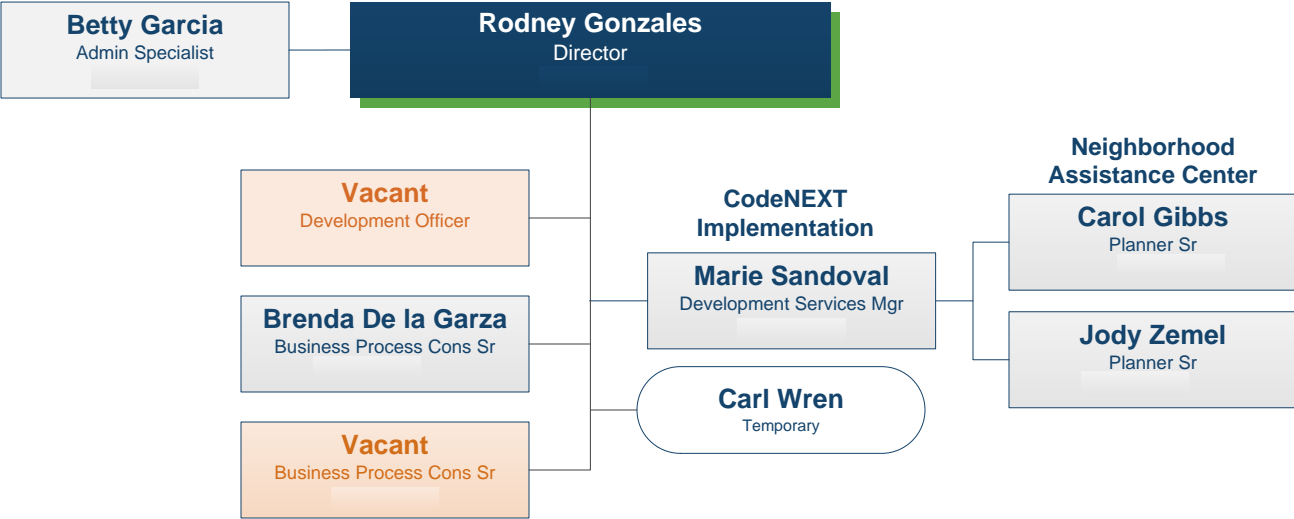 Betty Garcia
Admin Specialist
Rodney Gonzales
Director
Vacant
Development Officer
Brenda De la Garza
Business Process Cons Sr
Vacant
Business Process Cons Sr
CodeNEXT
Implementation
Marie Sandoval
Development Services Mgr
Carl Wren
Temporary
Neighborhood
Assistance Center
Carol Gibbs
Planner Sr
Jody Zemel
Planner Sr